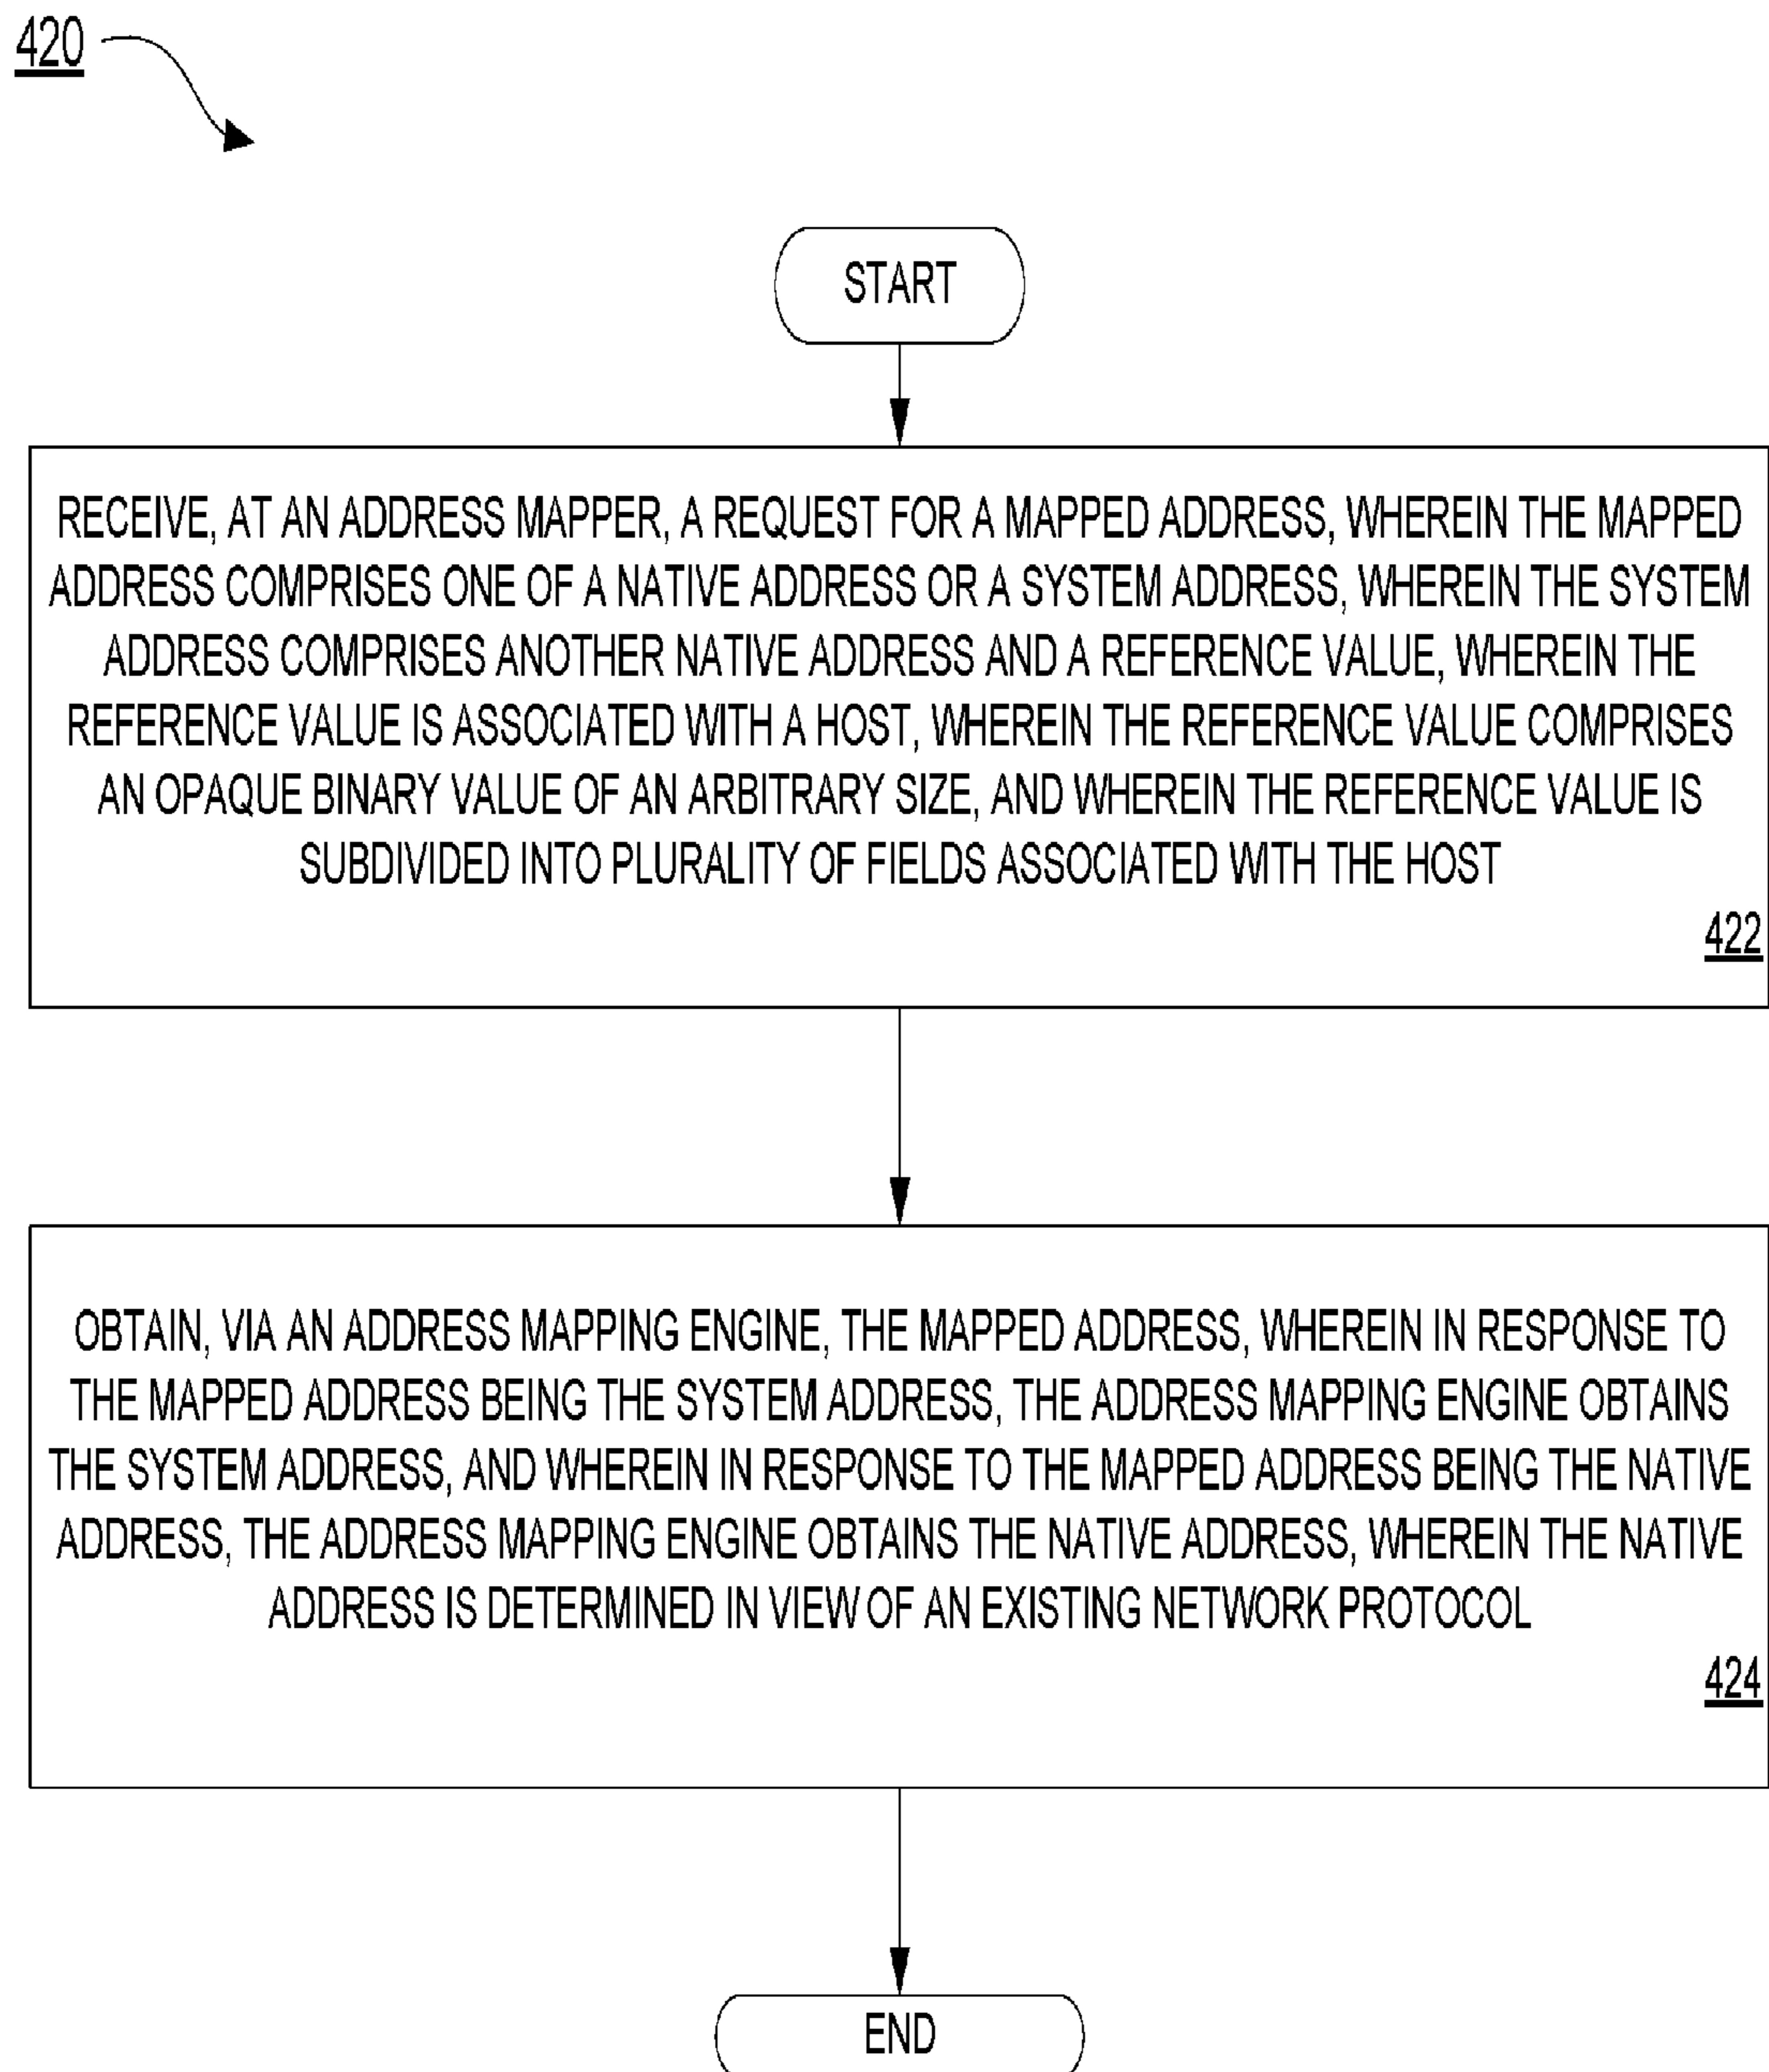 420
START
RECEIVE, AT AN ADDRESS MAPPER, A REQUEST FOR A MAPPED ADDRESS, WHEREIN THE MAPPED
ADDRESS COMPRISES ONE OF A NATIVE ADDRESS OR A SYSTEM ADDRESS, WHEREIN THE SYSTEM
ADDRESS COMPRISES ANOTHER NATIVE ADDRESS AND A REFERENCE VALUE, WHEREIN THE
REFERENCE VALUE IS ASSOCIATED WITH A HOST, WHEREIN THE REFERENCE VALUE COMPRISES
AN OPAQUE BINARY VALUE OF AN ARBITRARY SIZE, AND WHEREIN THE REFERENCE VALUE IS
SUBDIVIDED INTO PLURALITY OF FIELDS ASSOCIATED WITH THE HOST
422
OBTAIN, VIA AN ADDRESS MAPPING ENGINE, THE MAPPED ADDRESS, WHEREIN IN RESPONSE TO
THE MAPPED ADDRESS BEING THE SYSTEM ADDRESS, THE ADDRESS MAPPING ENGINE OBTAINS
THE SYSTEM ADDRESS, AND WHEREIN IN RESPONSE TO THE MAPPED ADDRESS BEING THE NATIVE
ADDRESS, THE ADDRESS MAPPING ENGINE OBTAINS THE NATIVE ADDRESS, WHEREIN THE NATIVE
ADDRESS IS DETERMINED IN VIEW OF AN EXISTING NETWORK PROTOCOL
424
END